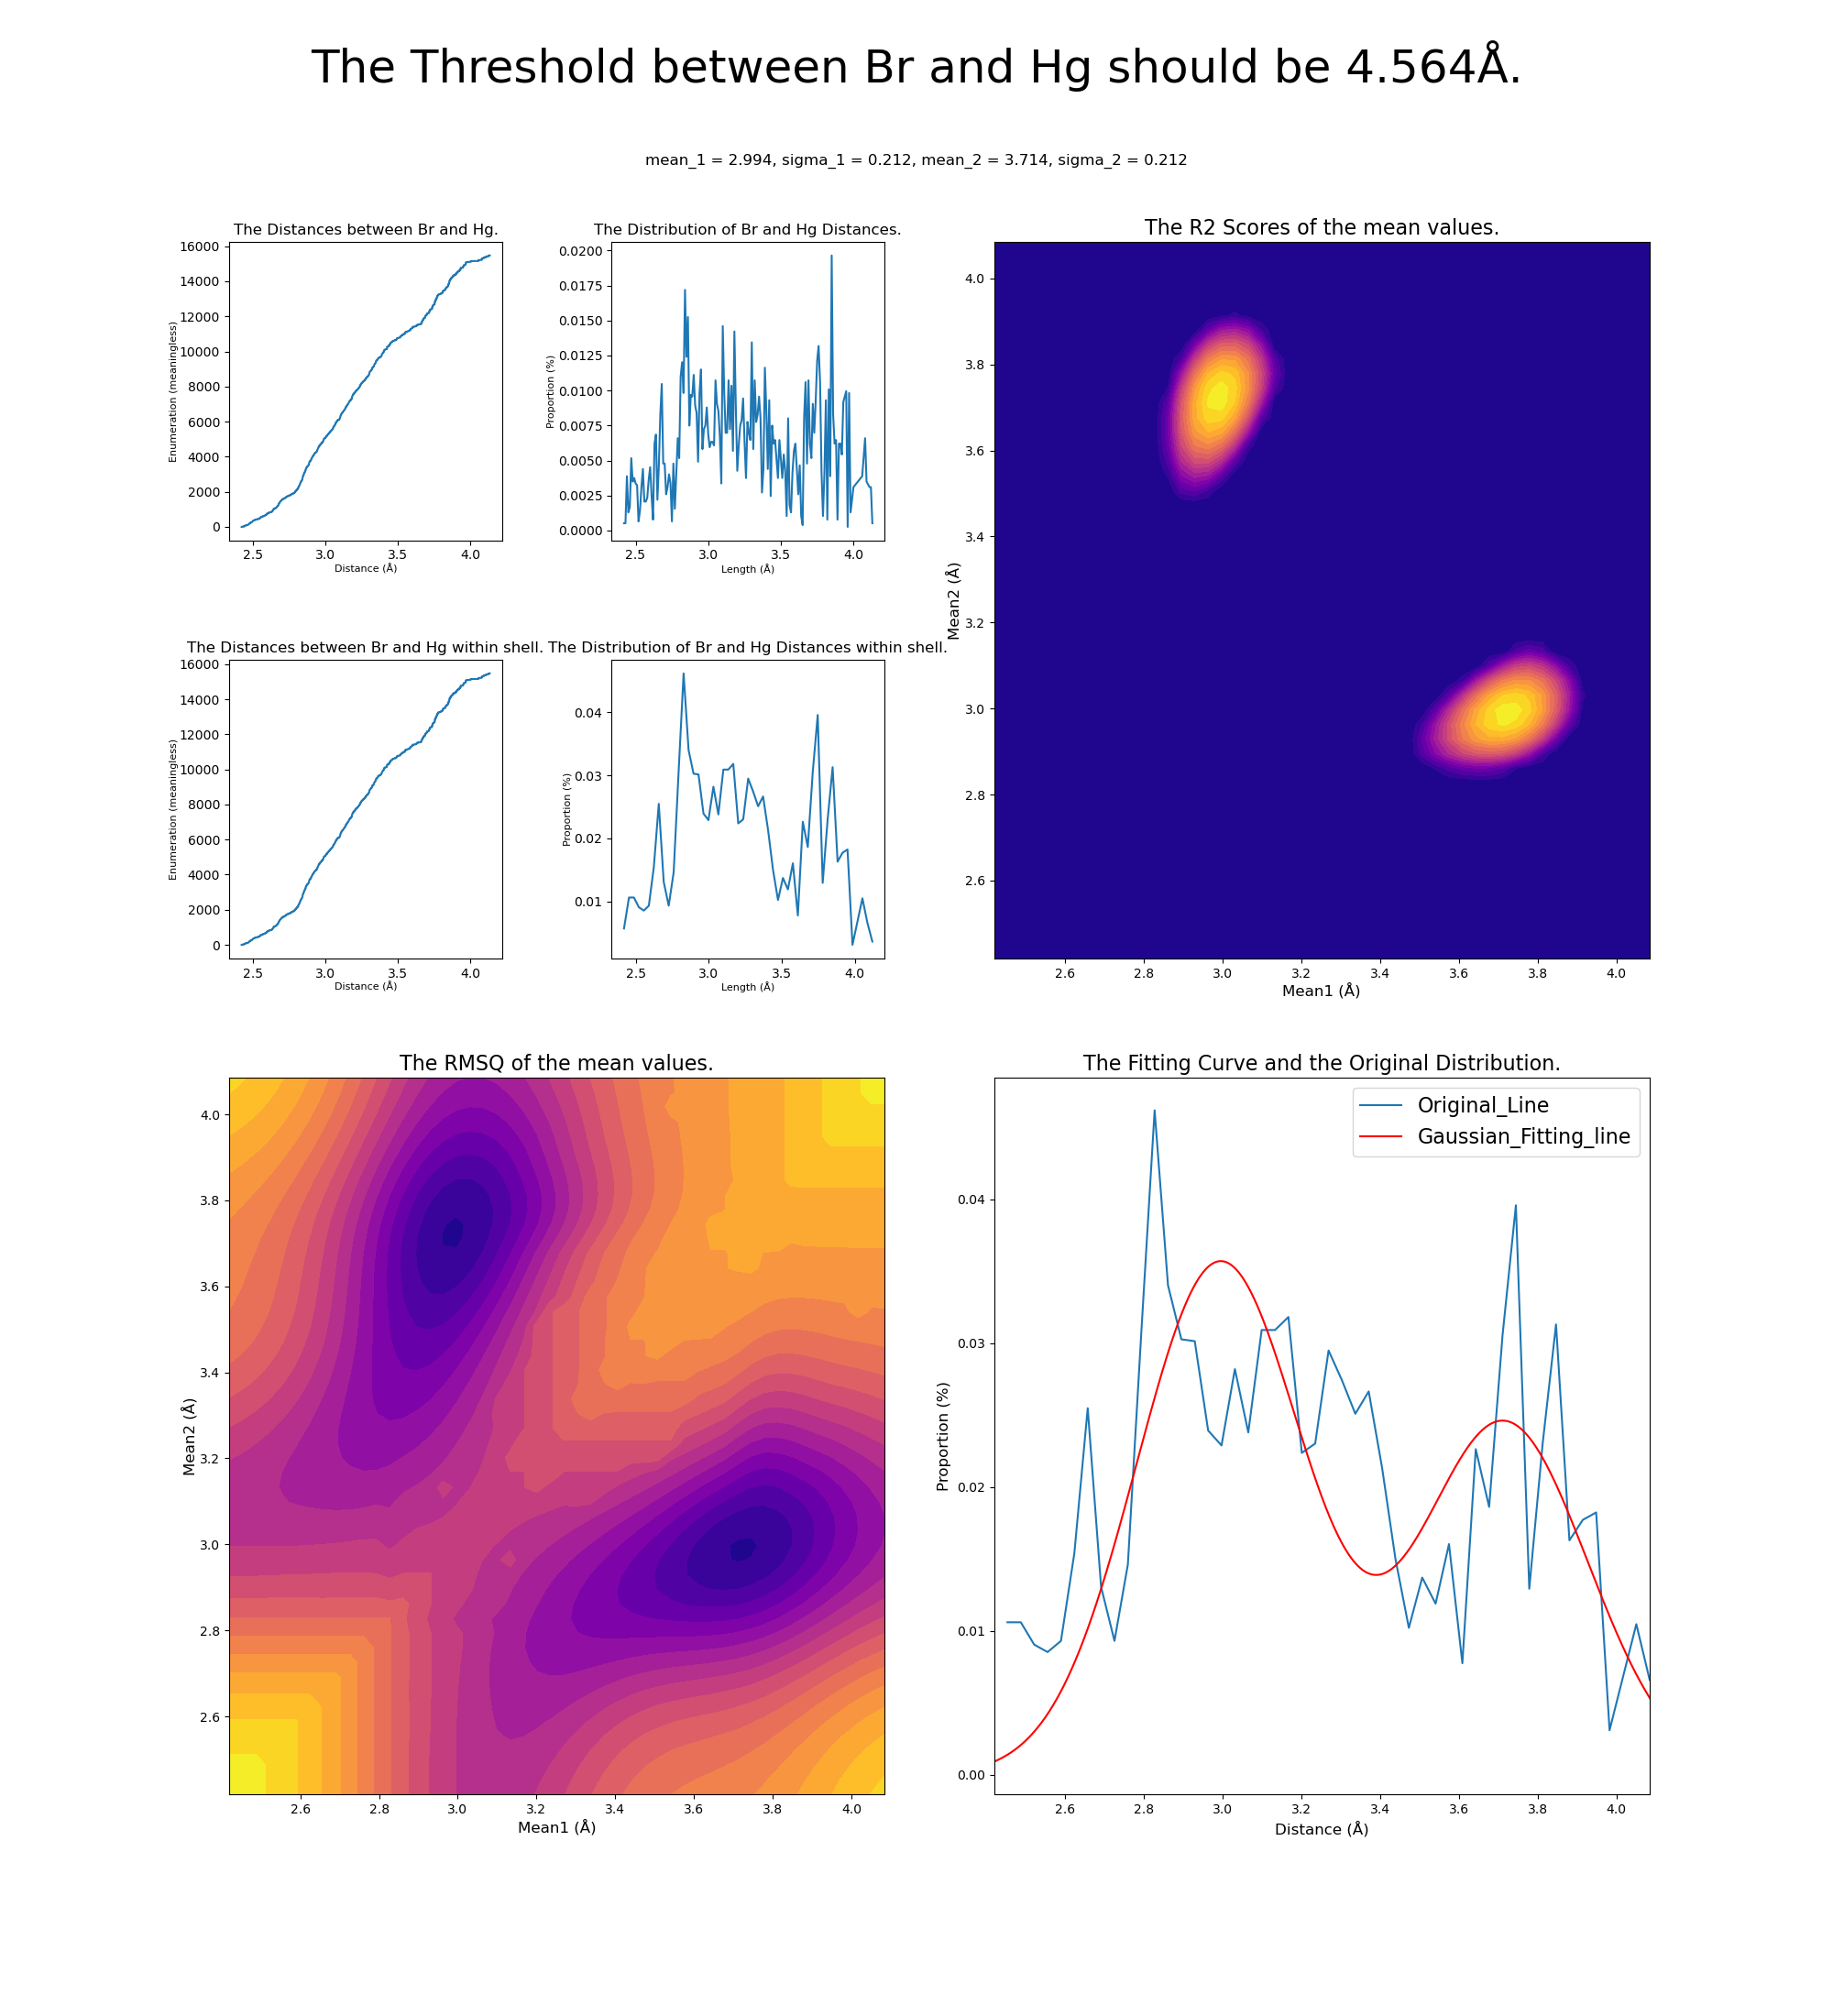 The Threshold between Br and Hg should be 4.564Å.
mean_1 = 2.994, sigma_1 = 0.212, mean_2 = 3.714, sigma_2 = 0.212
The Distances between Br and Hg.
16000
14000
12000
10000
8000
6000
4000
2000
0
Enumeration (meaningless)
2.5 3.0 3.5 4.0
Distance (Å)
The Distribution of Br and Hg Distances.
0.0200
0.0175
0.0150
0.0125
0.0100
0.0075
0.0050
0.0025
0.0000
Proportion (%)
2.5 3.0 3.5 4.0
Length (Å)
The R2 Scores of the mean values.
4.0
3.8
3.6
3.4
3.2
3.0
2.8
2.6
Mean2 (Å)
2.6 2.8 3.0 3.2 3.4 3.6 3.8 4.0
Mean1 (Å)
The Distances between Br and Hg within shell.
16000
14000
12000
10000
8000
6000
4000
2000
0
Enumeration (meaningless)
2.5 3.0 3.5 4.0
Distance (Å)
The Distribution of Br and Hg Distances within shell.
0.04
0.03
0.02
0.01
Proportion (%)
2.5 3.0 3.5 4.0
Length (Å)
The RMSQ of the mean values.
4.0
3.8
3.6
3.4
3.2
3.0
2.8
2.6
Mean2 (Å)
2.6 2.8 3.0 3.2 3.4 3.6 3.8 4.0
Mean1 (Å)
The Fitting Curve and the Original Distribution.
Original_Line
Gaussian_Fitting_line
0.04
0.03
0.02
0.01
0.00
Proportion (%)
2.6 2.8 3.0 3.2 3.4 3.6 3.8 4.0
Distance (Å)